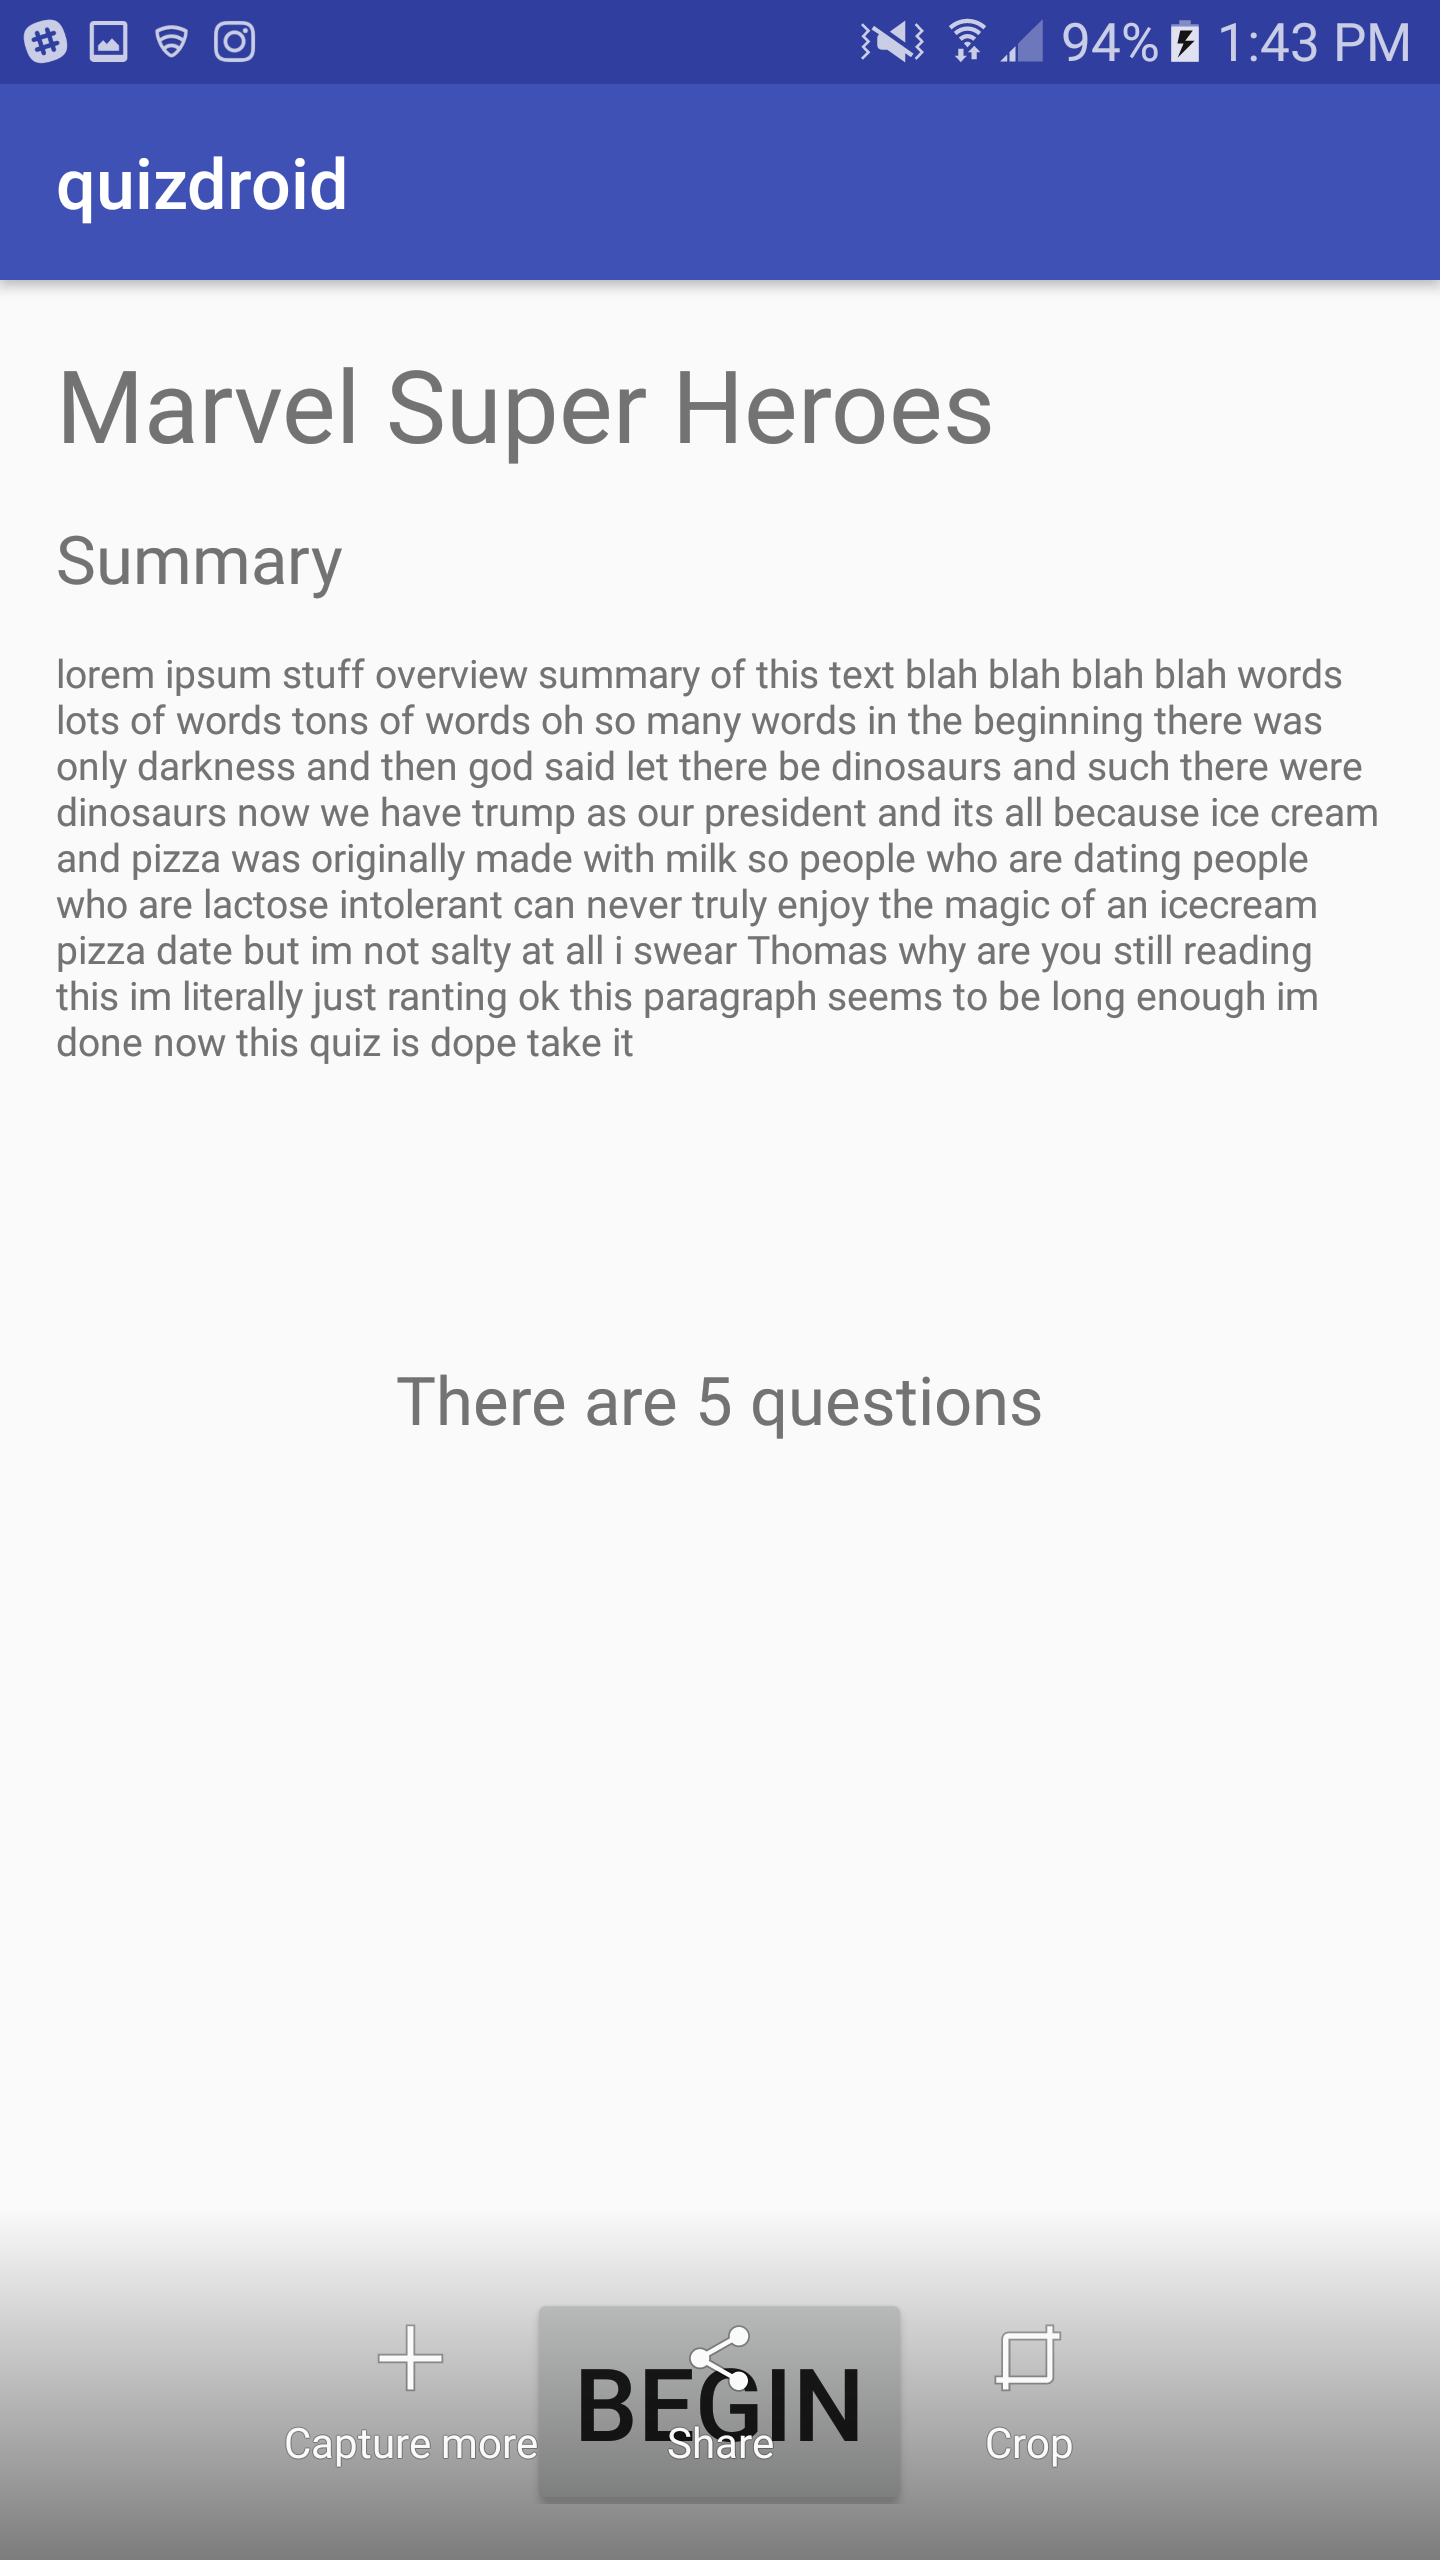 94% 1:43 PM
quizdroid
Marvel Super Heroes
Summary
lorem ipsum stuff overview summary of this text blah blah blah blah words
lots of words tons of words oh so many words in the beginning there was
only darkness and then god said let there be dinosaurs and such there were
dinosaurs now we have trump as our president and its all because ice cream
and pizza was originally made with milk so people who are dating people
who are lactose intolerant can never truly enjoy the magic of an icecream
pizza date but im not salty at all i swear Thomas why are you still reading
this im literally just ranting ok this paragraph seems to be long enough im
done now this quiz is dope take it
There are 5 questions
BEGIN
Capture more Share Crop